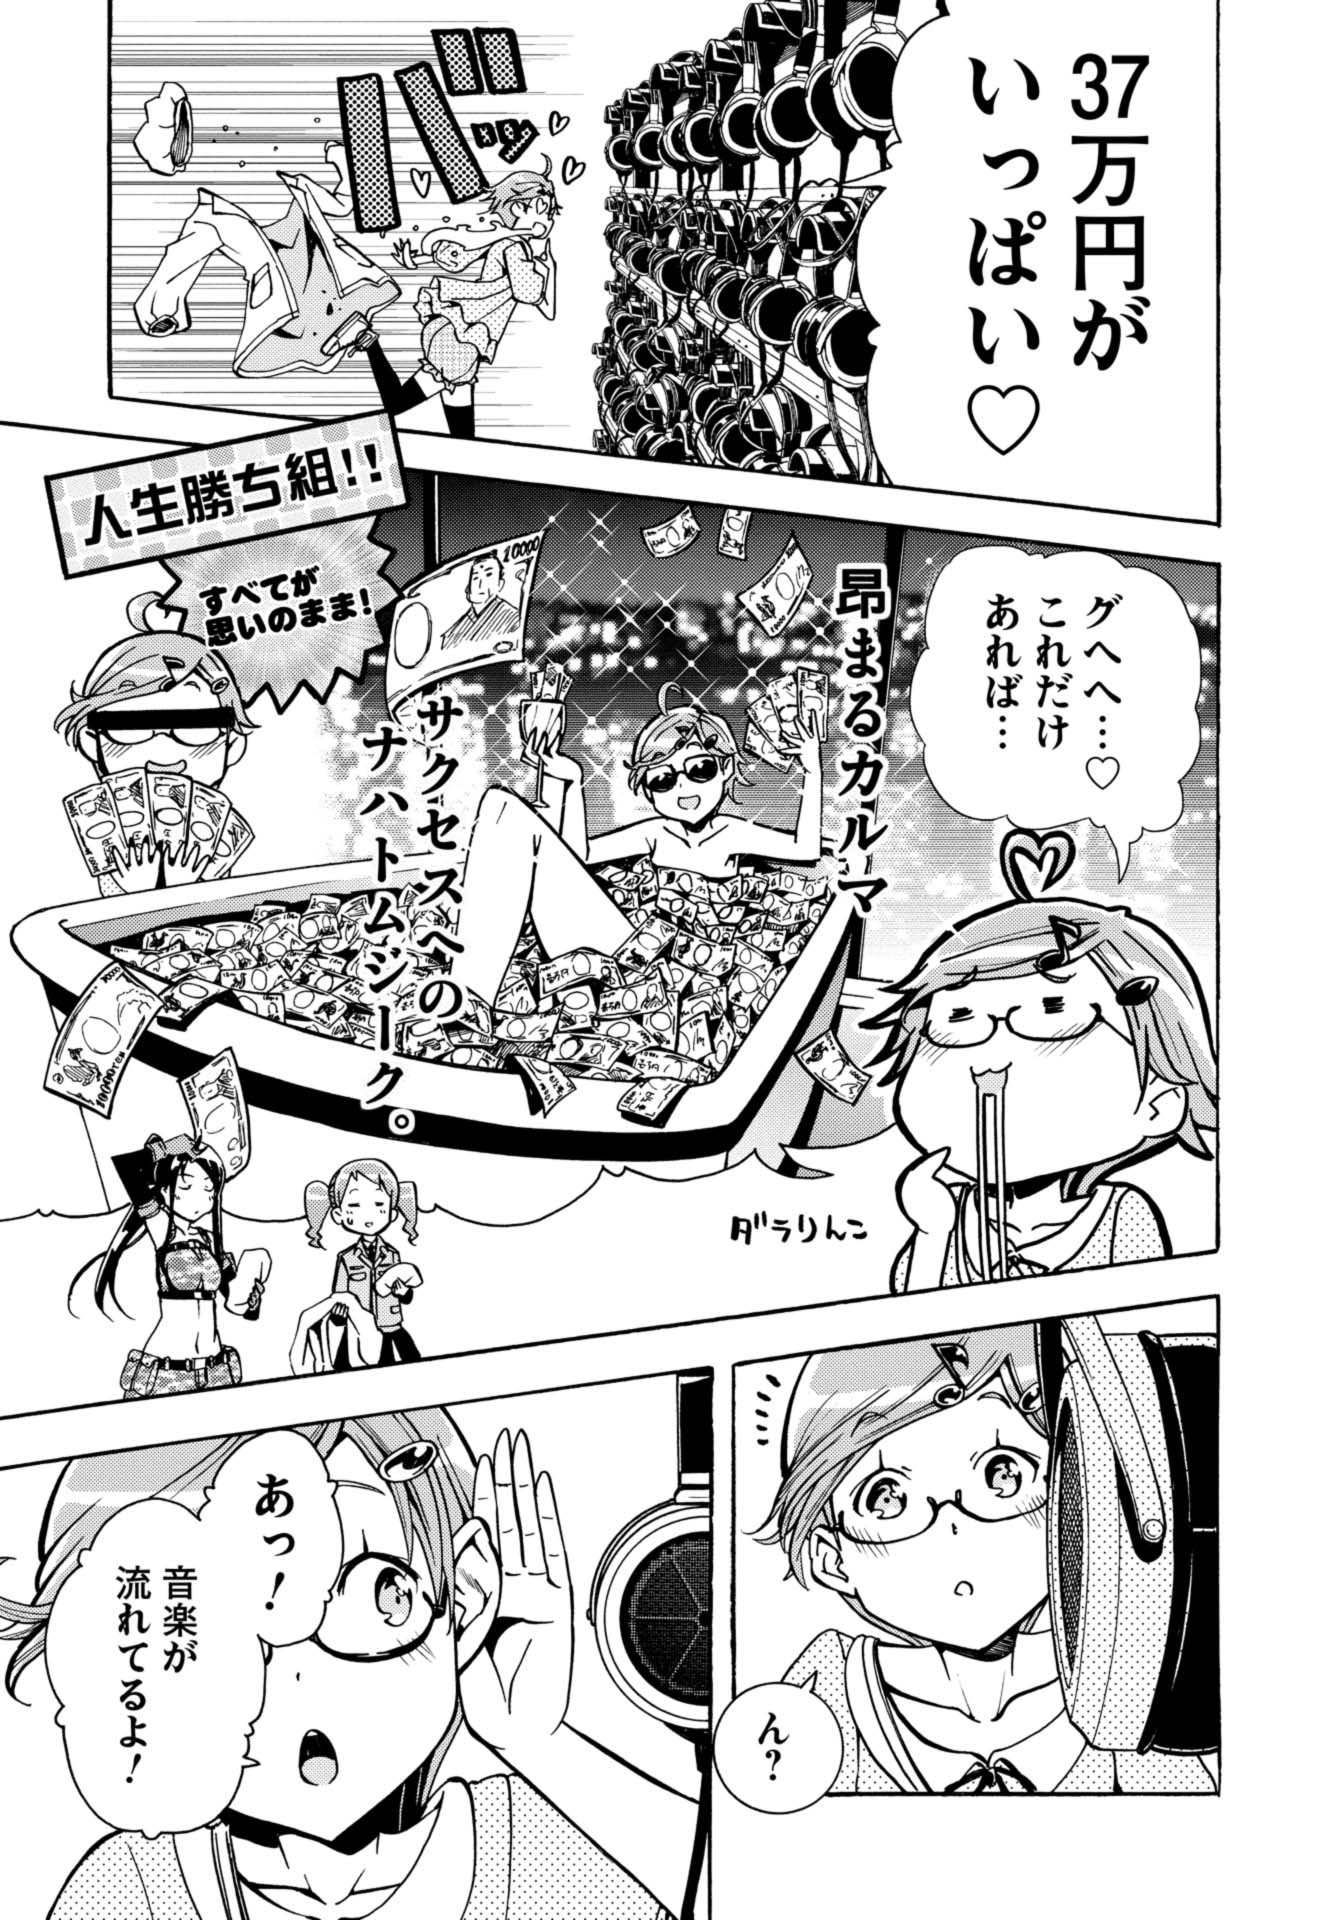 37万円が
いっぱい♡
バッ
グへへ…♡
これだけ
あれば…
昴まるカルマ
サクセスへの
ナハトムジーク。
人生勝ち組!!
すべてが
思いのまま!
10000
ダラりんこ
ん?
あっ!
音楽が
流れてるよ!